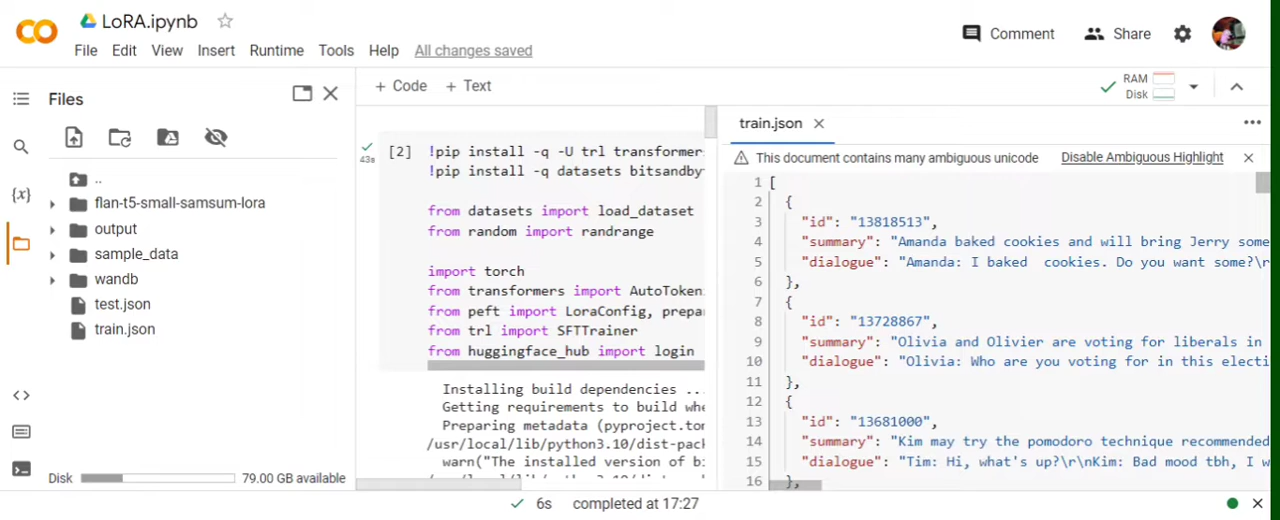 LoRA.ipynb
File Edit View Insert Runtime Tools Help All changes saved
Comment Share
Files
+ Code + Text
RAM
Disk
..
flan-t5-small-samsum-lora
output
sample_data
wandb
test.json
train.json
Disk 79.00 GB available
[2] !pip install -q -U trl transformers
43s
!pip install -q datasets bitsandby
from datasets import load_dataset
from random import randrange
import torch
from transformers import AutoTokeni
from peft import LoraConfig, prepa
from trl import SFTTrainer
from huggingface_hub import login
Installing build dependencies ...
Getting requirements to build whe
Preparing metadata (pyproject.tom
/usr/local/lib/python3.10/dist-pack
warn("The installed version of bi
train.json
This document contains many ambiguous unicode Disable Ambiguous Highlight
1 [
2 {
3 "id": "13818513",
4 "summary": "Amanda baked cookies and will bring Jerry some
5 "dialogue": "Amanda: I baked cookies. Do you want some?\r
6 },
7 {
8 "id": "13728867",
9 "summary": "Olivia and Olivier are voting for liberals in
10 "dialogue": "Olivia: Who are you voting for in this electi
11 },
12 {
13 "id": "13681000",
14 "summary": "Kim may try the pomodoro technique recommended
15 "dialogue": "Tim: Hi, what's up?\r\nKim: Bad mood tbh, I w
16 },
6s completed at 17:27